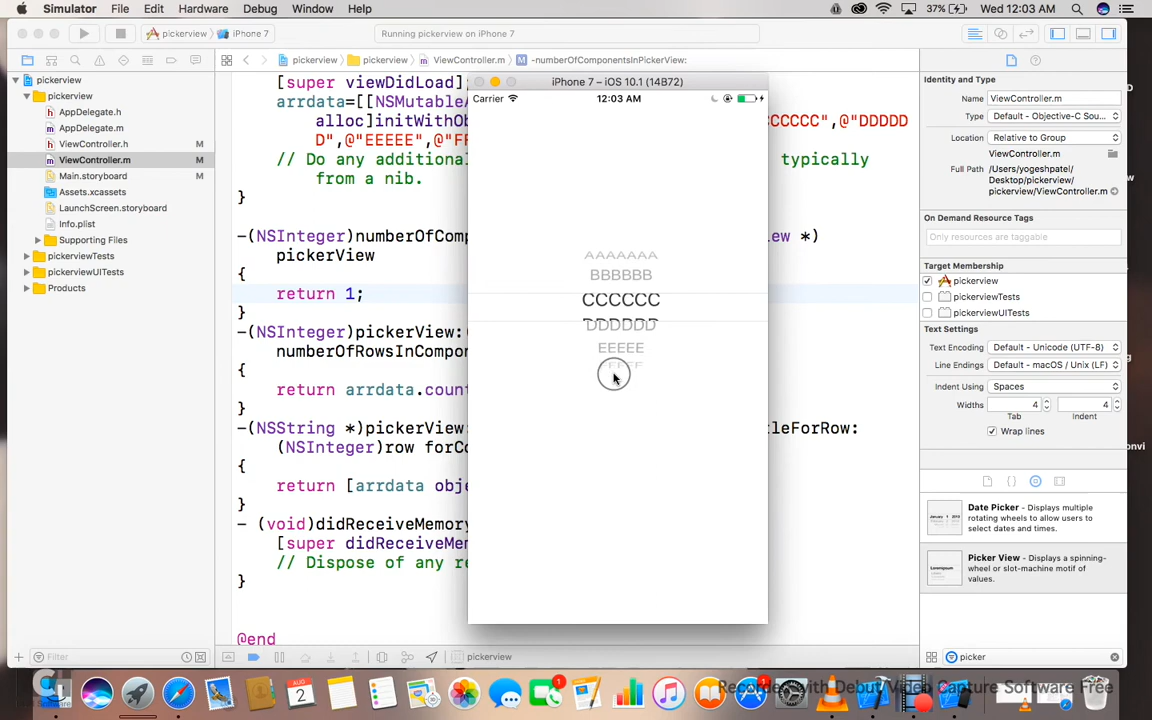 Simulator File Edit Hardware Debug Window Help
37% Wed 12:03 AM
pickerview iPhone 7
Running pickerview on iPhone 7
pickerview pickerview ViewController.m -numberOfComponentsInPickerView:
pickerview
pickerview
AppDelegate.h
AppDelegate.m
ViewController.h M
ViewController.m M
Main.storyboard M
Assets.xcassets
LaunchScreen.storyboard
Info.plist
Supporting Files
pickerviewTests
pickerviewUITests
Products
Filter
[super viewDidLoad];
arrdata=[[NSMutableA
alloc]initWithOb CCCCC",@"DDDDD
D",@"EEEEE",@"FF
// Do any additional typically
from a nib.
}
-(NSInteger)numberOfComp iew *)
pickerView
{
return 1;
}
-(NSInteger)pickerView:(
numberOfRowsInCompon
{
return arrdata.count
}
-(NSString *)pickerView: tleForRow:
(NSInteger)row forCo
{
return [arrdata obje
}
- (void)didReceiveMemory
[super didReceiveMem
// Dispose of any re
}
@end
pickerview
iPhone 7 – iOS 10.1 (14B72)
Carrier 12:03 AM
AAAAAAA
BBBBBB
CCCCCC
DDDDDD
EEEEE
Identity and Type
Name ViewController.m
Type Default - Objective-C Sou...
Location Relative to Group
ViewController.m
Full Path /Users/yogeshpatel/
Desktop/pickerview/
pickerview/ViewController.m
On Demand Resource Tags
Only resources are taggable
Target Membership
pickerview
pickerviewTests
pickerviewUITests
Text Settings
Text Encoding Default - Unicode (UTF-8)
Line Endings Default - macOS / Unix (LF)
Indent Using Spaces
Widths 4 4
Tab Indent
Wrap lines
{ }
Date Picker - Displays multiple
rotating wheels to allow users to
select dates and times.
Picker View - Displays a spinning-
wheel or slot-machine motif of
values.
picker
AUG
2
1
Recorded with Debut Video Capture Software Free